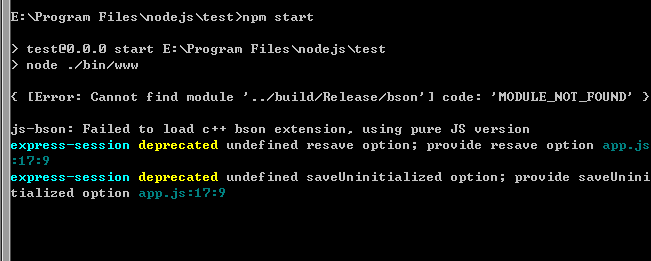 E:\Program Files\nodejs\test>npm start
> test@0.0.0 start E:\Program Files\nodejs\test
> node ./bin/www
{ [Error: Cannot find module '../build/Release/bson'] code: 'MODULE_NOT_FOUND' }
js-bson: Failed to load c++ bson extension, using pure JS version
express-session deprecated undefined resave option; provide resave option app.js
:17:9
express-session deprecated undefined saveUninitialized option; provide saveUnini
tialized option app.js:17:9